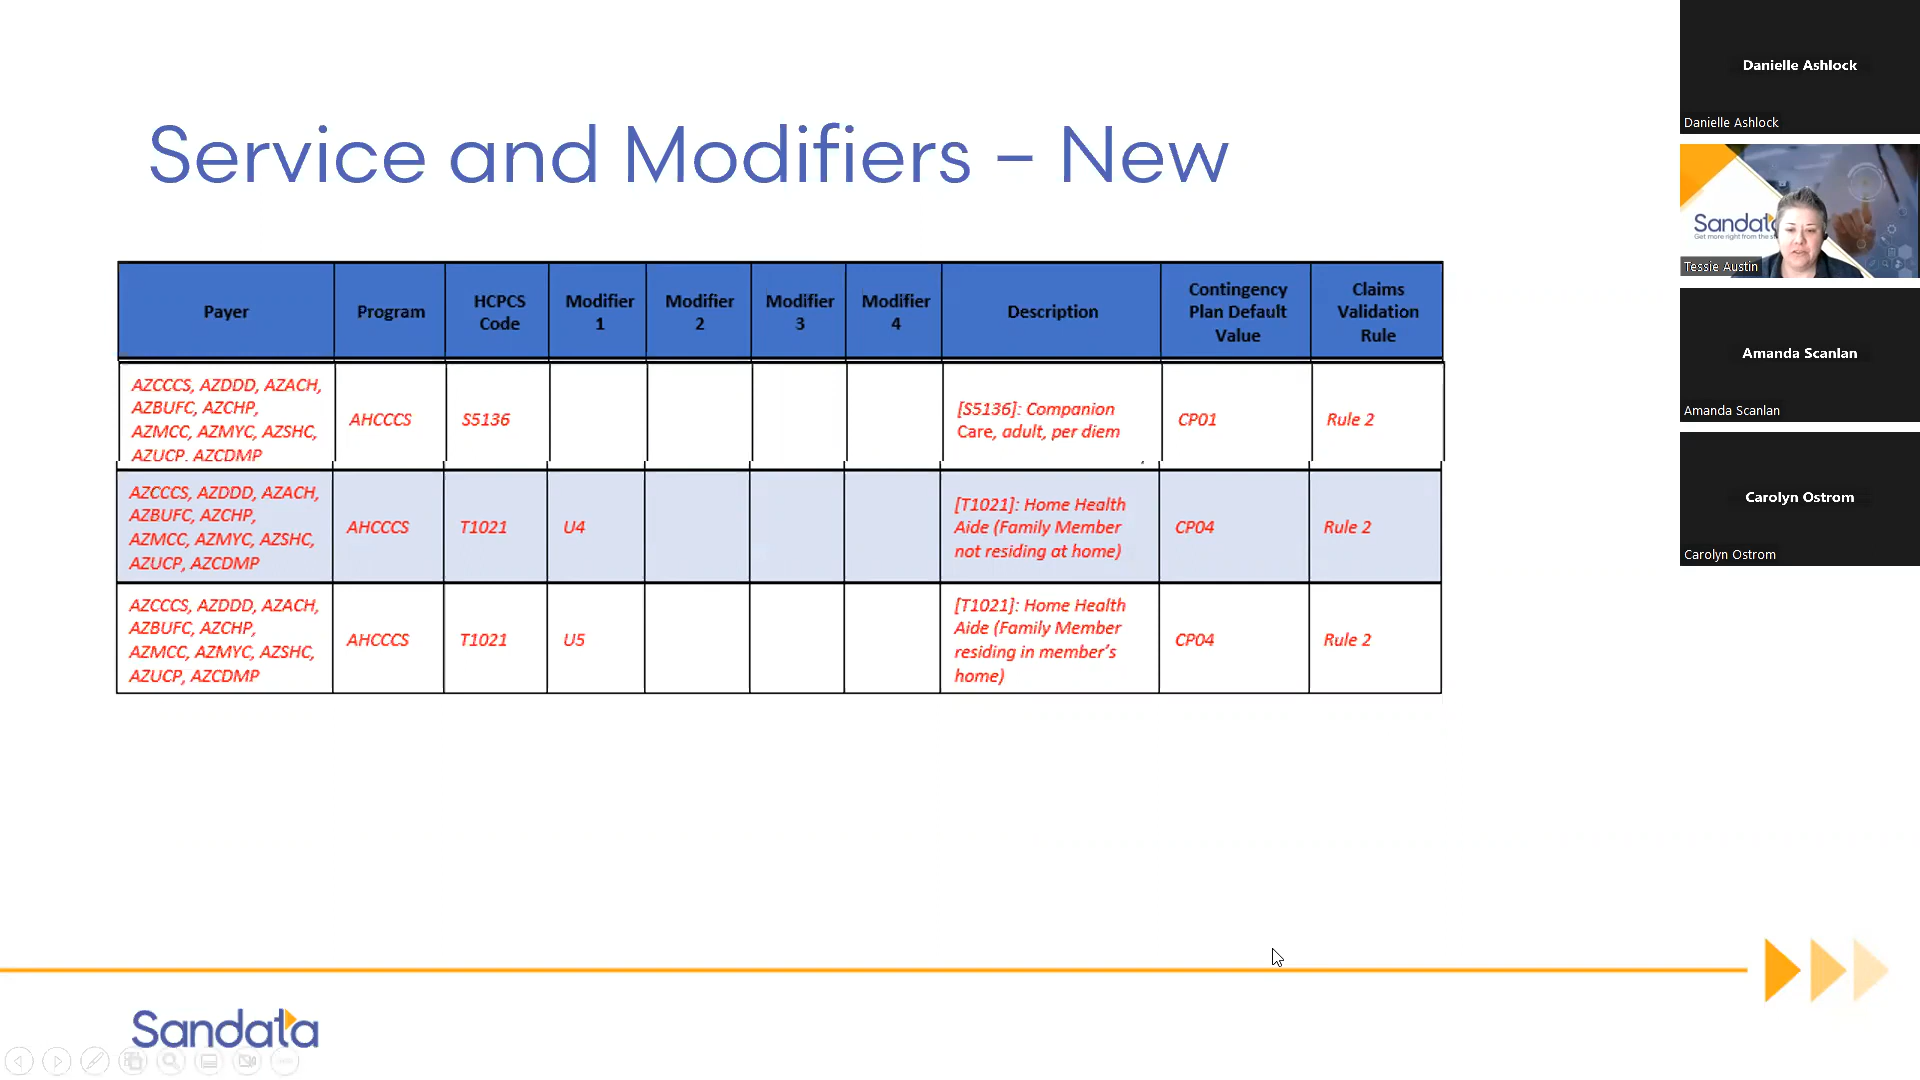 Service and Modifiers – New
Payer
Program
HCPCS
Code
Modifier
1
Modifier
2
Modifier
3
Modifier
4
Description
Contingency
Plan Default
Value
Claims
Validation
Rule
AZCCCS, AZDDD, AZACH,
AZBUFC, AZCHP,
AZMCC, AZMYC, AZSHC,
AZUCP, AZCDMP
AHCCCS
S5136
[S5136]: Companion
Care, adult, per diem
CP01
Rule 2
AZCCCS, AZDDD, AZACH,
AZBUFC, AZCHP,
AZMCC, AZMYC, AZSHC,
AZUCP, AZCDMP
AHCCCS
T1021
U4
[T1021]: Home Health
Aide (Family Member
not residing at home)
CP04
Rule 2
AZCCCS, AZDDD, AZACH,
AZBUFC, AZCHP,
AZMCC, AZMYC, AZSHC,
AZUCP, AZCDMP
AHCCCS
T1021
U5
[T1021]: Home Health
Aide (Family Member
residing in member's
home)
CP04
Rule 2
Sandata
Danielle Ashlock
Danielle Ashlock
Sandata
Get more right from the
Tessie Austin
Amanda Scanlan
Amanda Scanlan
Carolyn Ostrom
Carolyn Ostrom